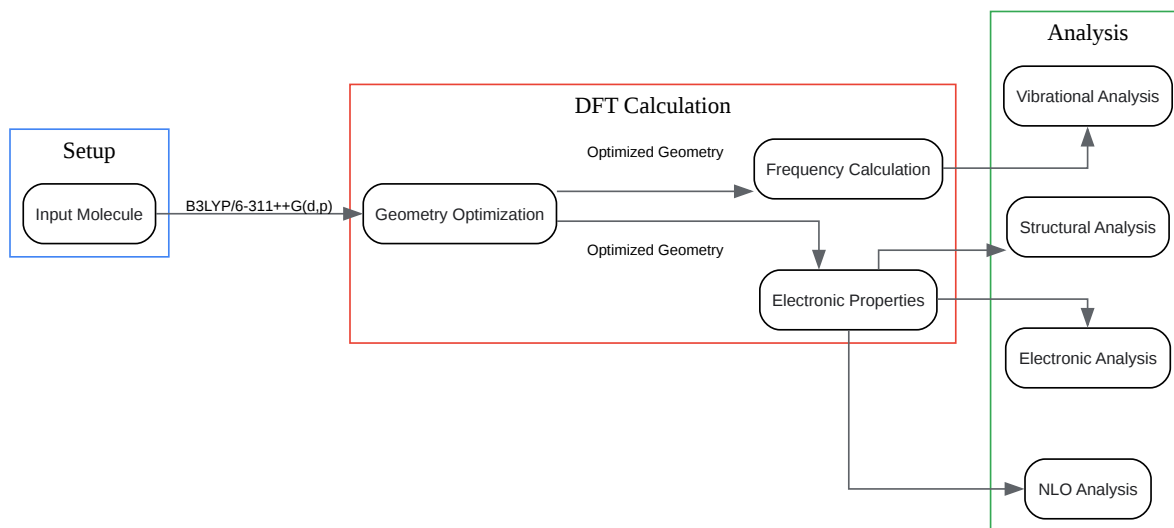 Analysis
Vibrational Analysis
DFT Calculation
Optimized Geometry
Frequency Calculation
Setup
Input Molecule
B3LYP/6-311++G(d,p)
Geometry Optimization
Structural Analysis
Optimized Geometry
Electronic Properties
Electronic Analysis
NLO Analysis